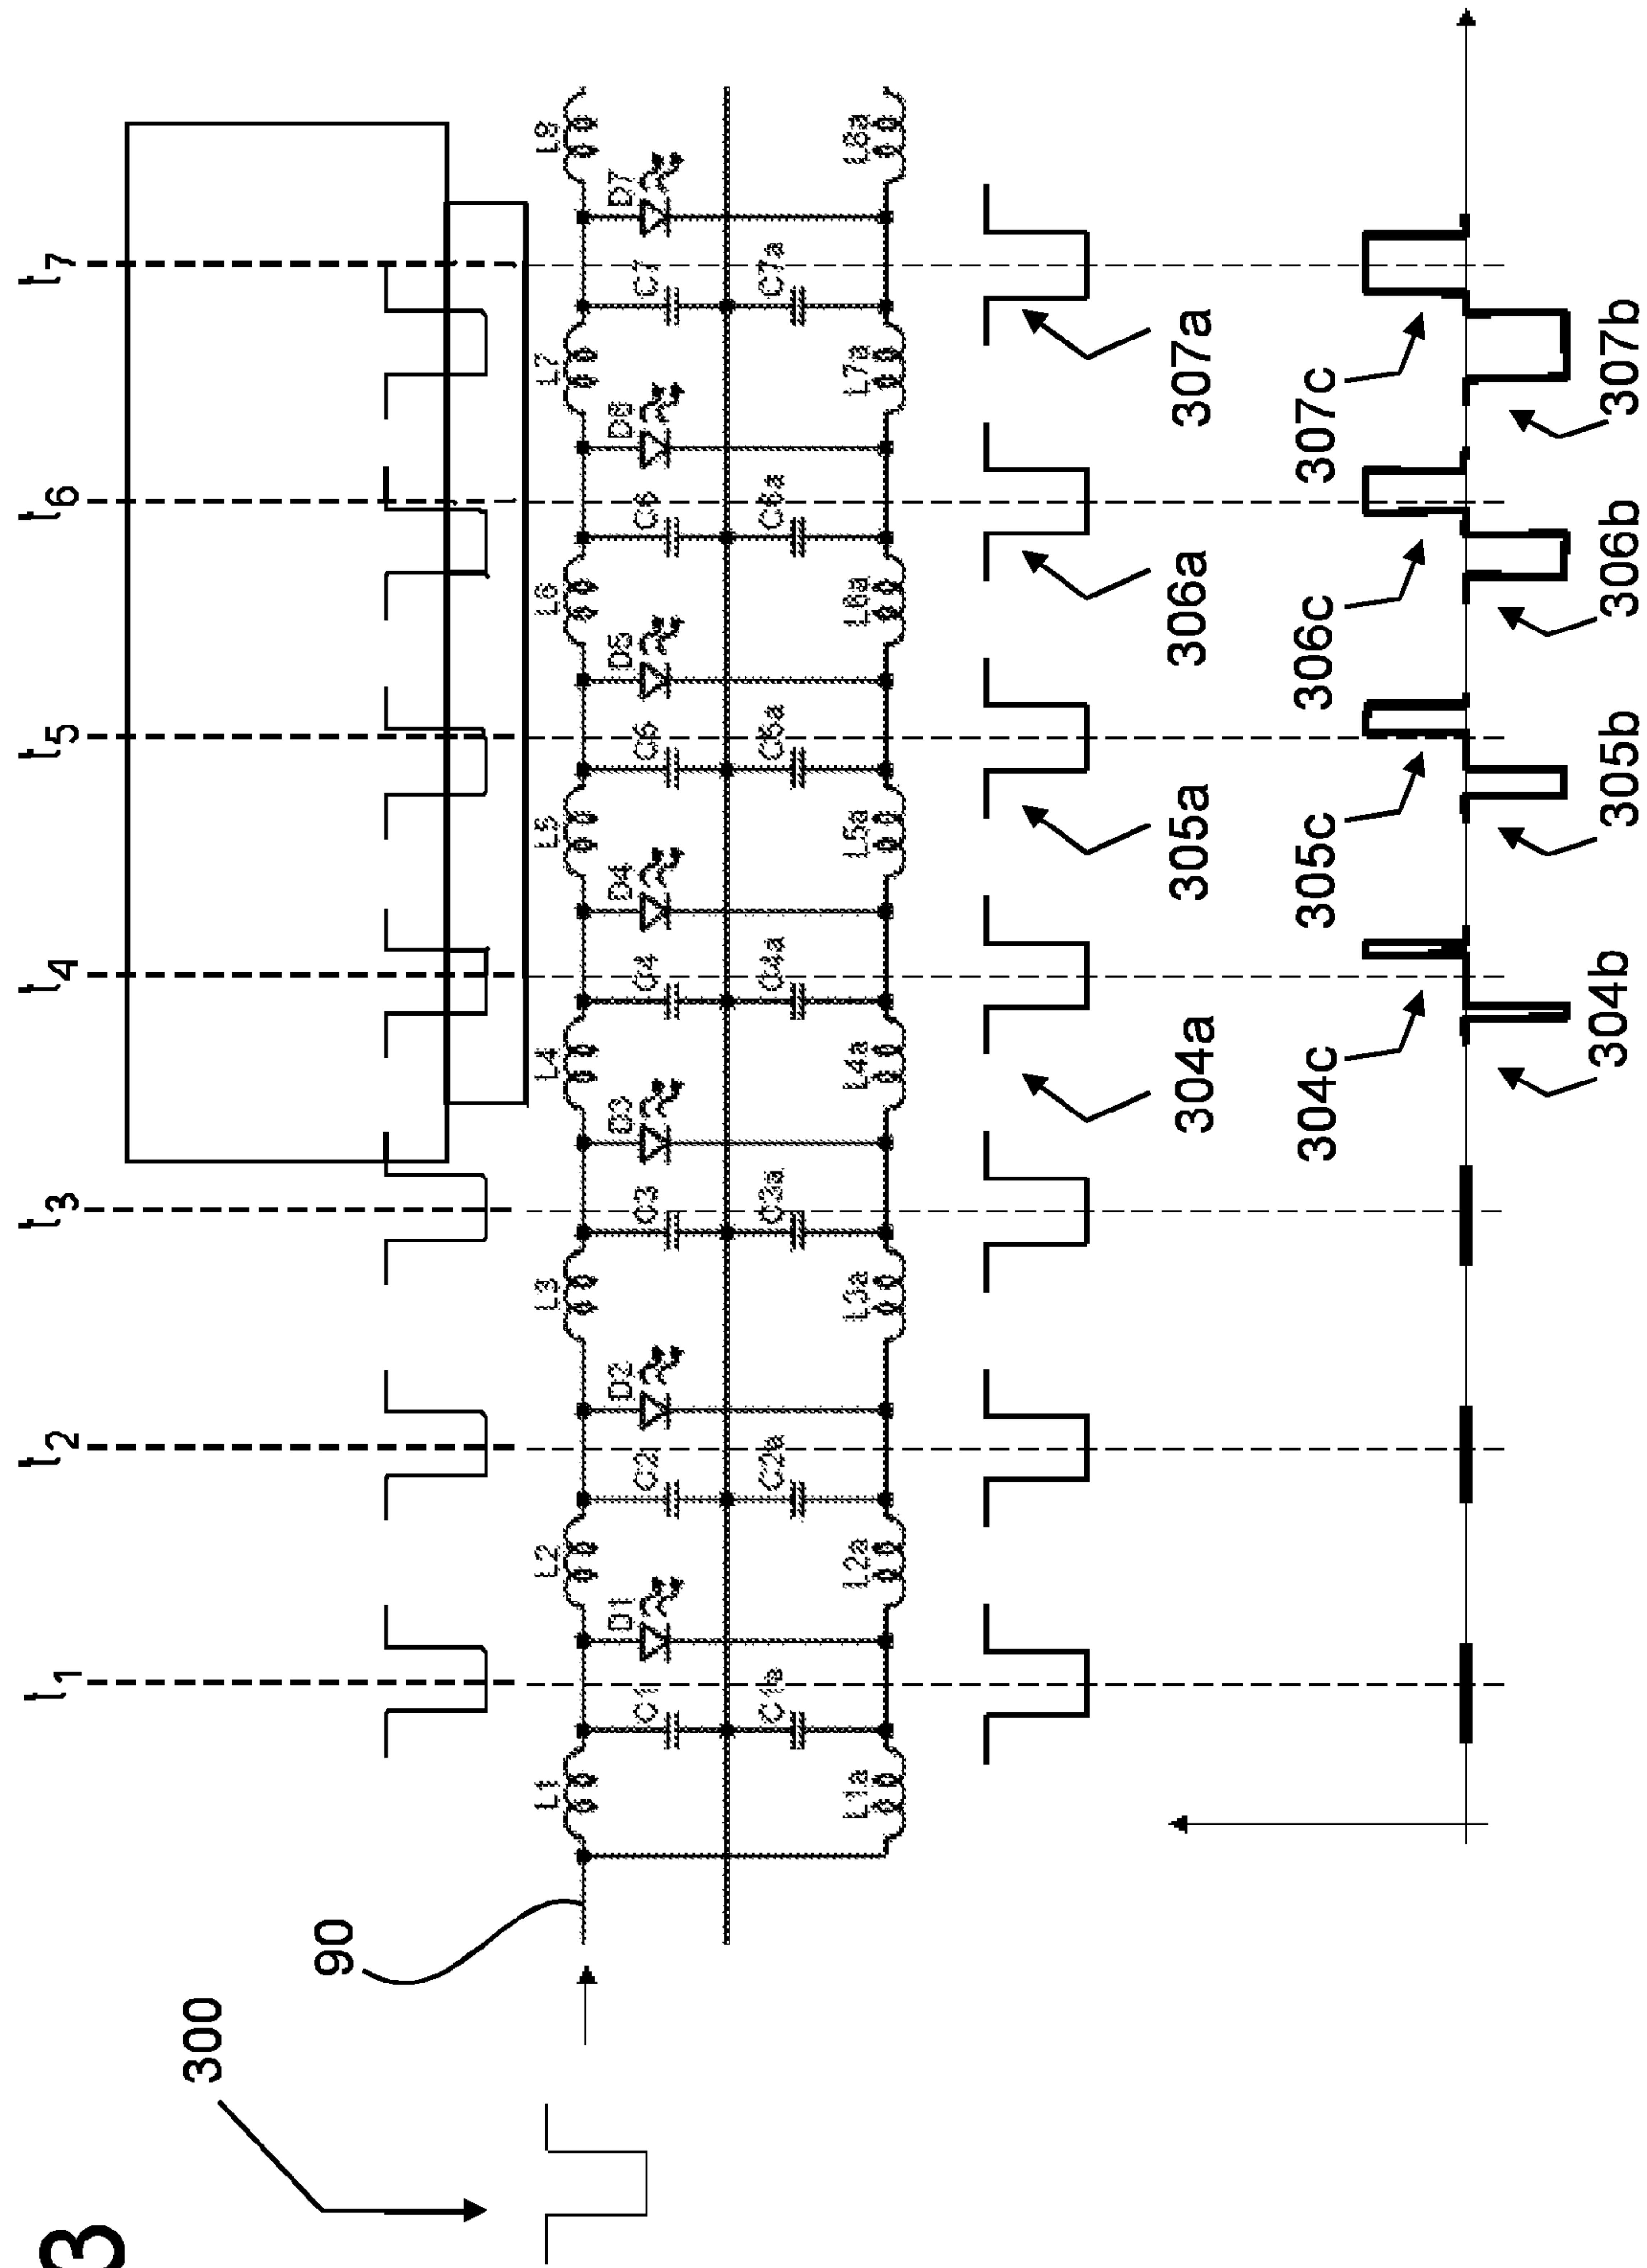 3
t1 t2 t3 t4 t5 t6 t7
300
90
L1 L2 L3 L4 L5 L6 L7 L8
D1 D2 D3 D4 D5 D6 D7
C1 C2 C3 C4 C5 C6 C7
C1a C2a C3a C4a C5a C6a C7a
L1a L2a L3a L4a L5a L6a L7a L8a
304a 305a 306a 307a
304c 305c 306c 307c
304b 305b 306b 307b